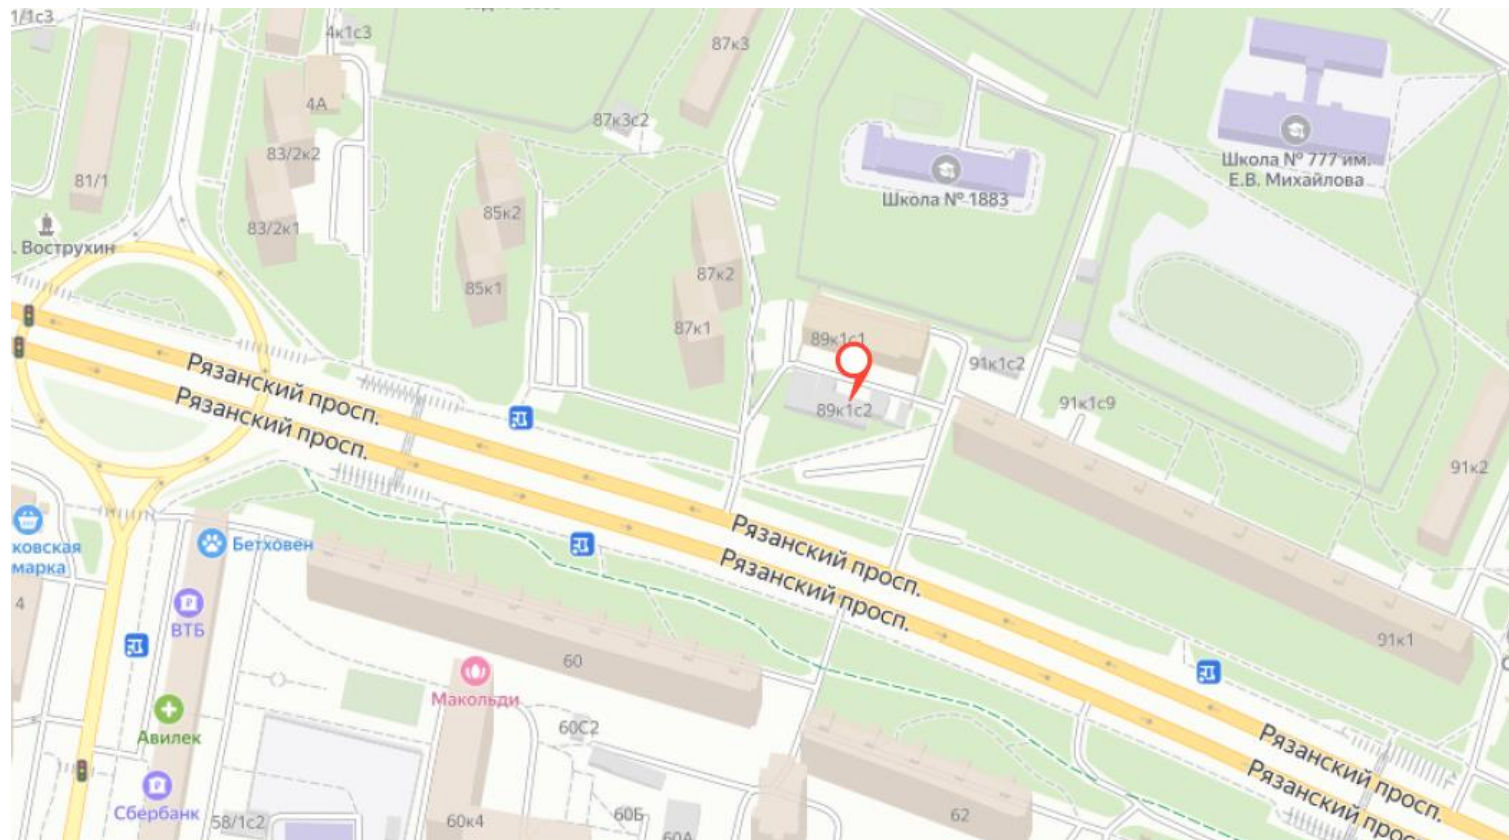 1/1с3
4к1с3
87к3
4А
87к3с2
83/2к2
Школа № 777 им.
Е.В. Михайлова
81/1
Школа № 1883
85к2
83/2к1
. Вострухин
87к2
85к1
87к1
89к1с1
91к1с2
Рязанский просп.
Рязанский просп.
89к1с2
91к1с9
91к2
Рязанский просп.
Рязанский просп.
Бетховен
ковская
марка
4
ВТБ
60
91к1
Макольди
Авилек
60С2
Рязанский просп.
Рязанский прос
Сбербанк
58/1с2
60к4
60Б
60А
62